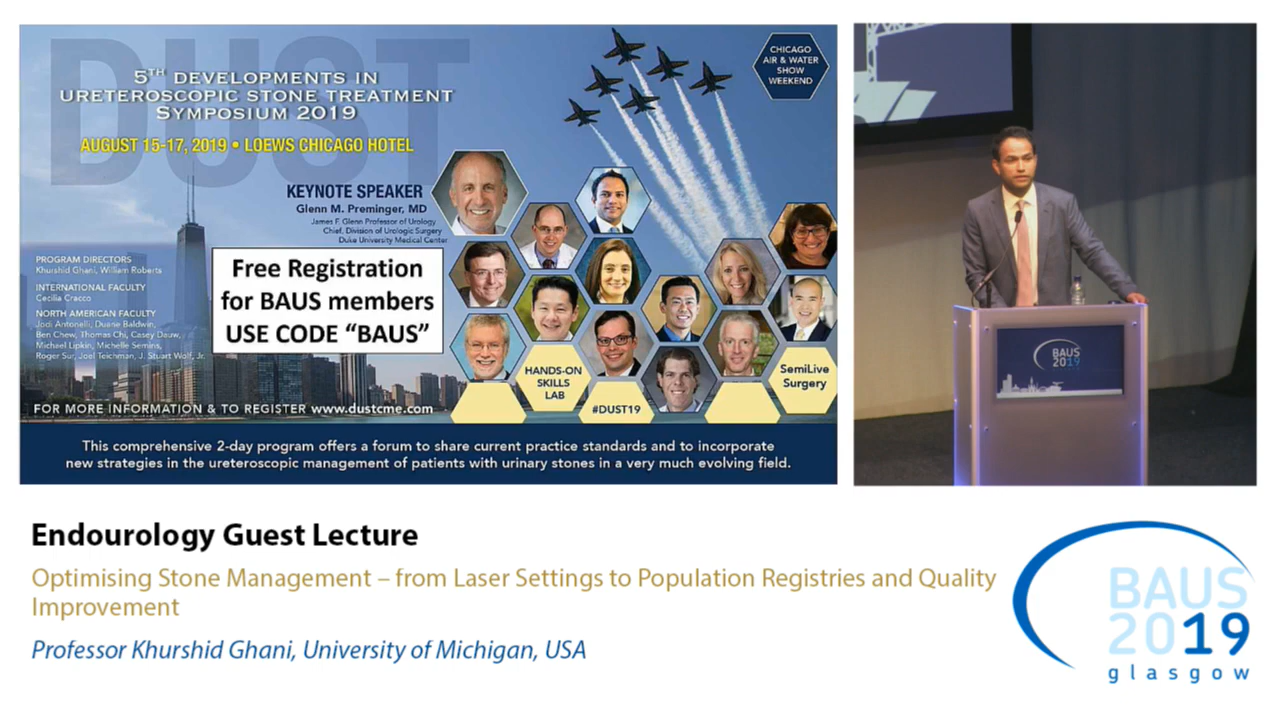 DUST
5TH DEVELOPMENTS IN
URETEROSCOPIC STONE TREATMENT
SYMPOSIUM 2019
AUGUST 15-17, 2019 • LOEWS CHICAGO HOTEL
CHICAGO
AIR & WATER
SHOW
WEEKEND
KEYNOTE SPEAKER
Glenn M. Preminger, MD
James F. Glenn Professor of Urology
Chief, Division of Urologic Surgery
Duke University Medical Center
PROGRAM DIRECTORS
Khurshid Ghani, William Roberts
INTERNATIONAL FACULTY
Cecilia Cracco
NORTH AMERICAN FACULTY
Jodi Antonelli, Duane Baldwin,
Ben Chew, Thomas Chi, Casey Dauw,
Michael Lipkin, Michelle Semins,
Roger Sur, Joel Teichman, J. Stuart Wolf, Jr.
Free Registration
for BAUS members
USE CODE “BAUS”
HANDS-ON
SKILLS
LAB
#DUST19
SemiLive
Surgery
FOR MORE INFORMATION & TO REGISTER www.dustcme.com
This comprehensive 2-day program offers a forum to share current practice standards and to incorporate
new strategies in the ureteroscopic management of patients with urinary stones in a very much evolving field.
BAUS
2019
Endourology Guest Lecture
Optimising Stone Management – from Laser Settings to Population Registries and Quality
Improvement
Professor Khurshid Ghani, University of Michigan, USA
BAUS
2019
glasgow